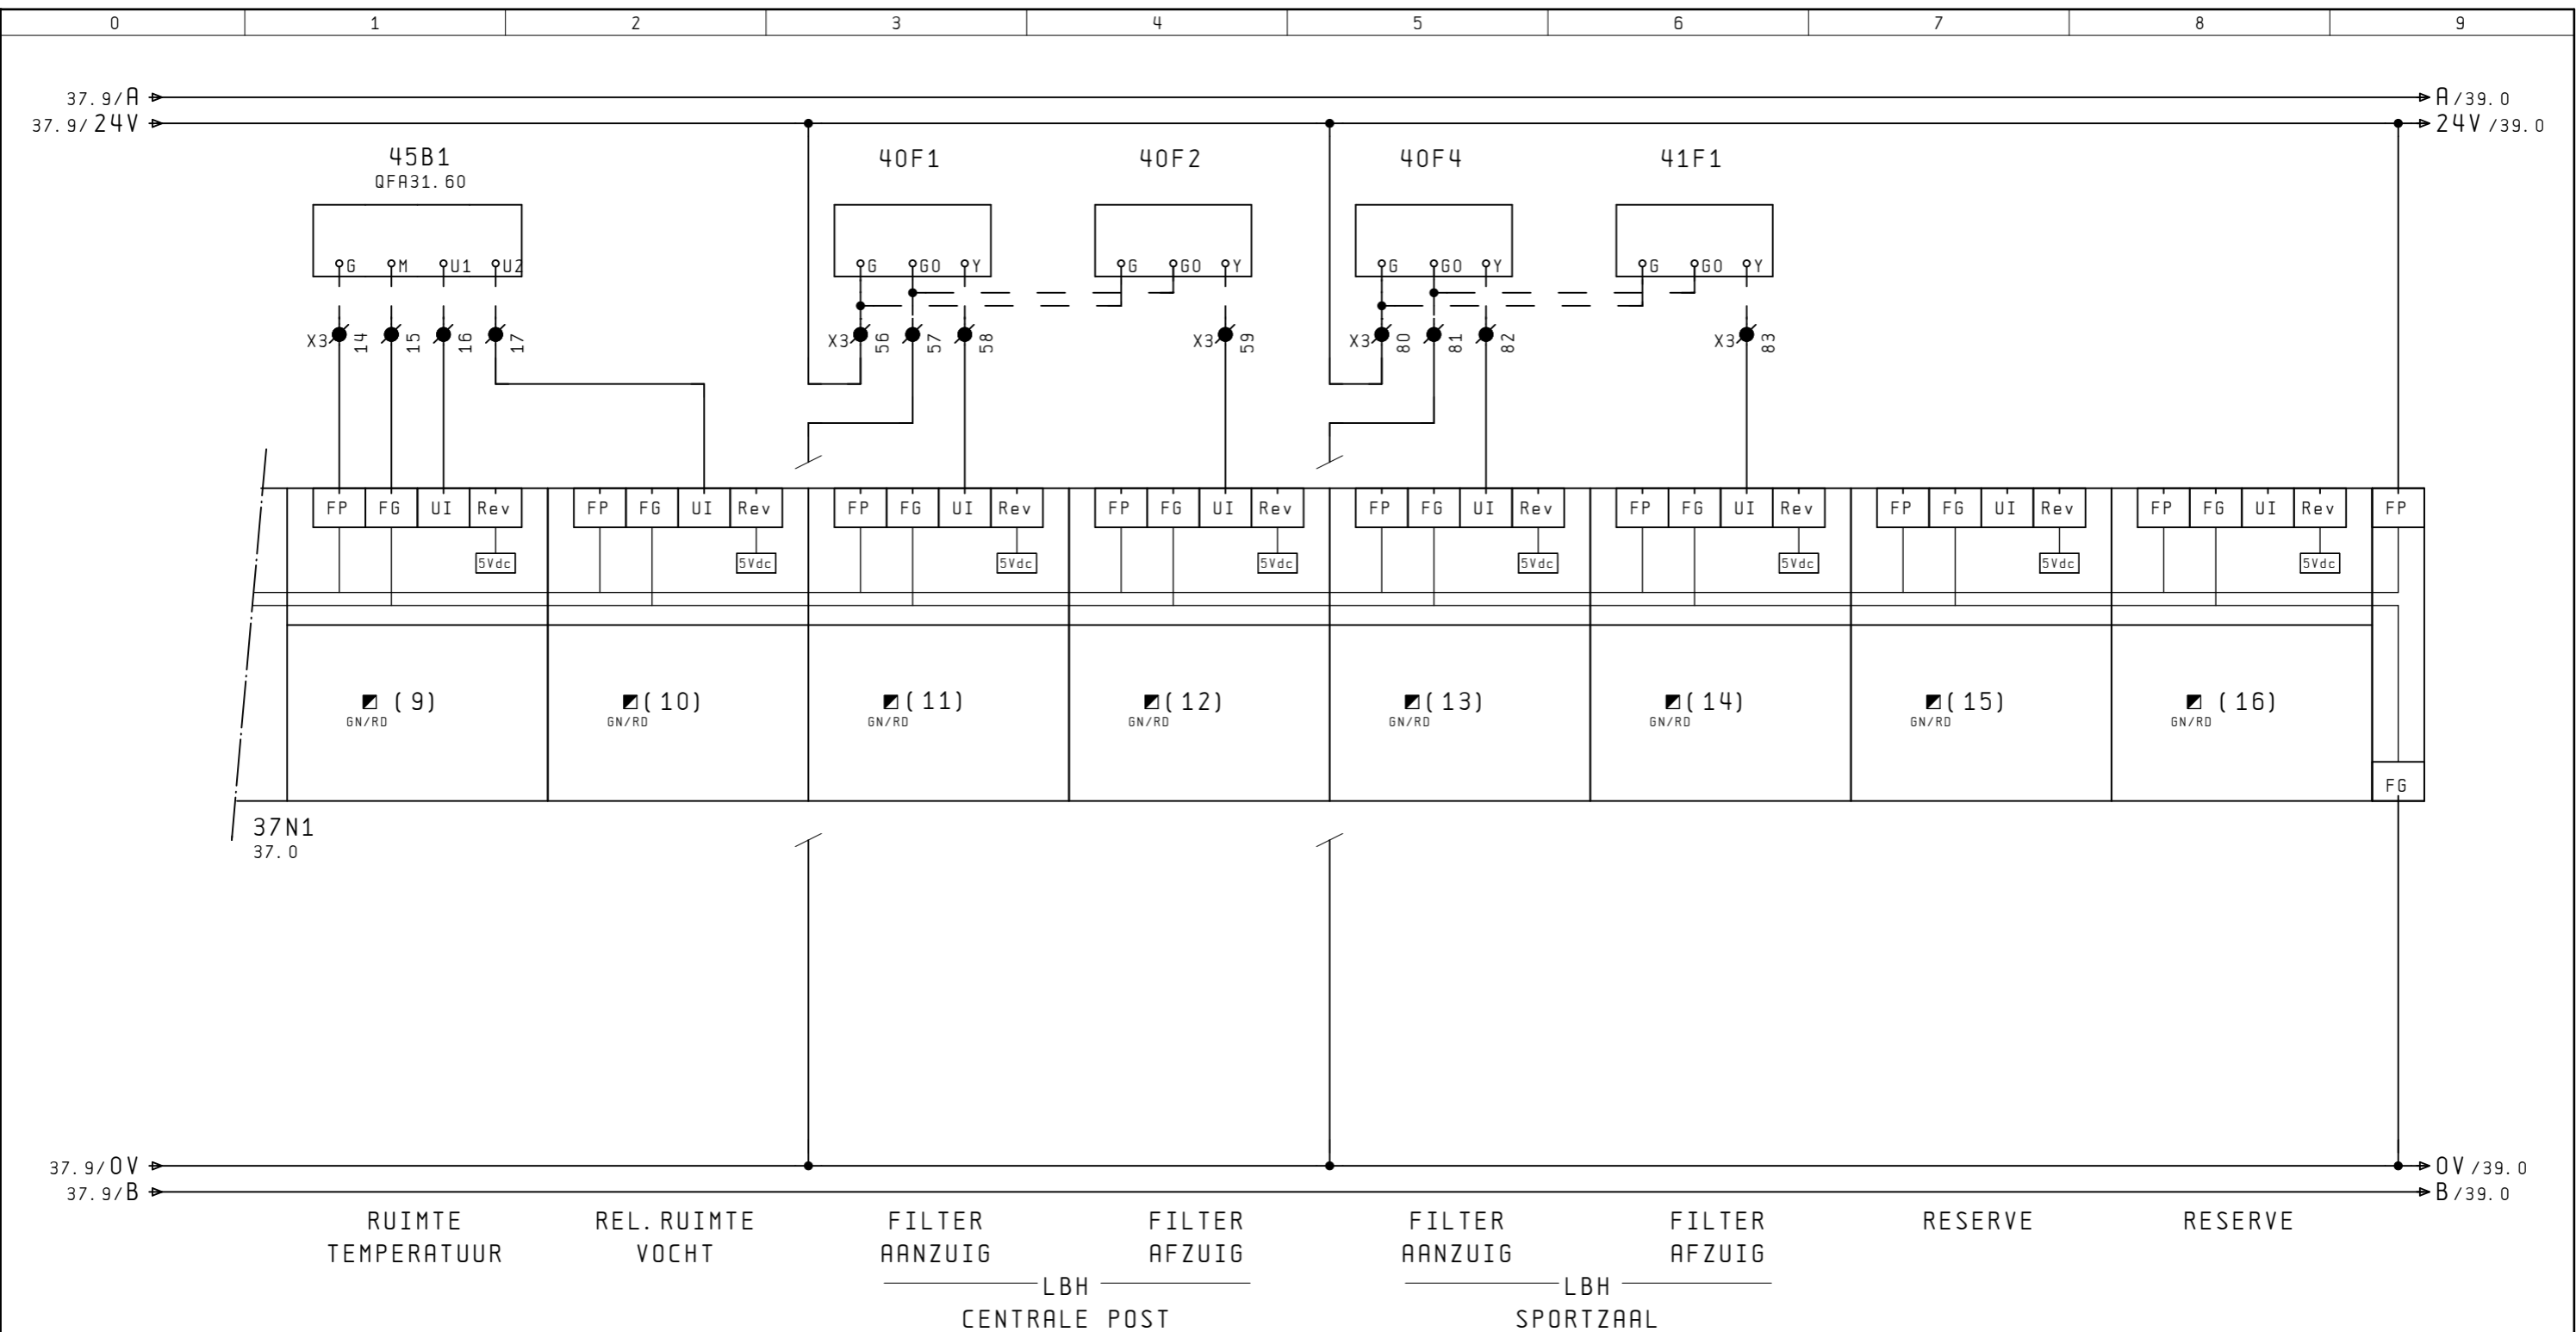 0 1 2 3 4 5 6 7 8 9
37.9/A A/39.0
37.9/24V 24V/39.0
45B1 40F1 40F2 40F4 41F1
QFA31.60
G M U1 U2 G G0 Y G G0 Y G G0 Y G G0 Y
X3 14 15 16 17 X3 56 57 58 X3 59 X3 80 81 82 X3 83
FP FG UI Rev FP FG UI Rev FP FG UI Rev FP FG UI Rev FP FG UI Rev FP FG UI Rev FP FG UI Rev FP FG UI Rev FP
5Vdc 5Vdc 5Vdc 5Vdc 5Vdc 5Vdc 5Vdc 5Vdc
(9) (10) (11) (12) (13) (14) (15) (16)
GN/RD GN/RD GN/RD GN/RD GN/RD GN/RD GN/RD GN/RD
FG
37N1
37.0
37.9/0V 0V/39.0
37.9/B B/39.0
RUIMTE REL.RUIMTE FILTER FILTER FILTER FILTER RESERVE RESERVE
TEMPERATUUR VOCHT AANZUIG AFZUIG AANZUIG AFZUIG
LBH LBH
CENTRALE POST SPORTZAAL